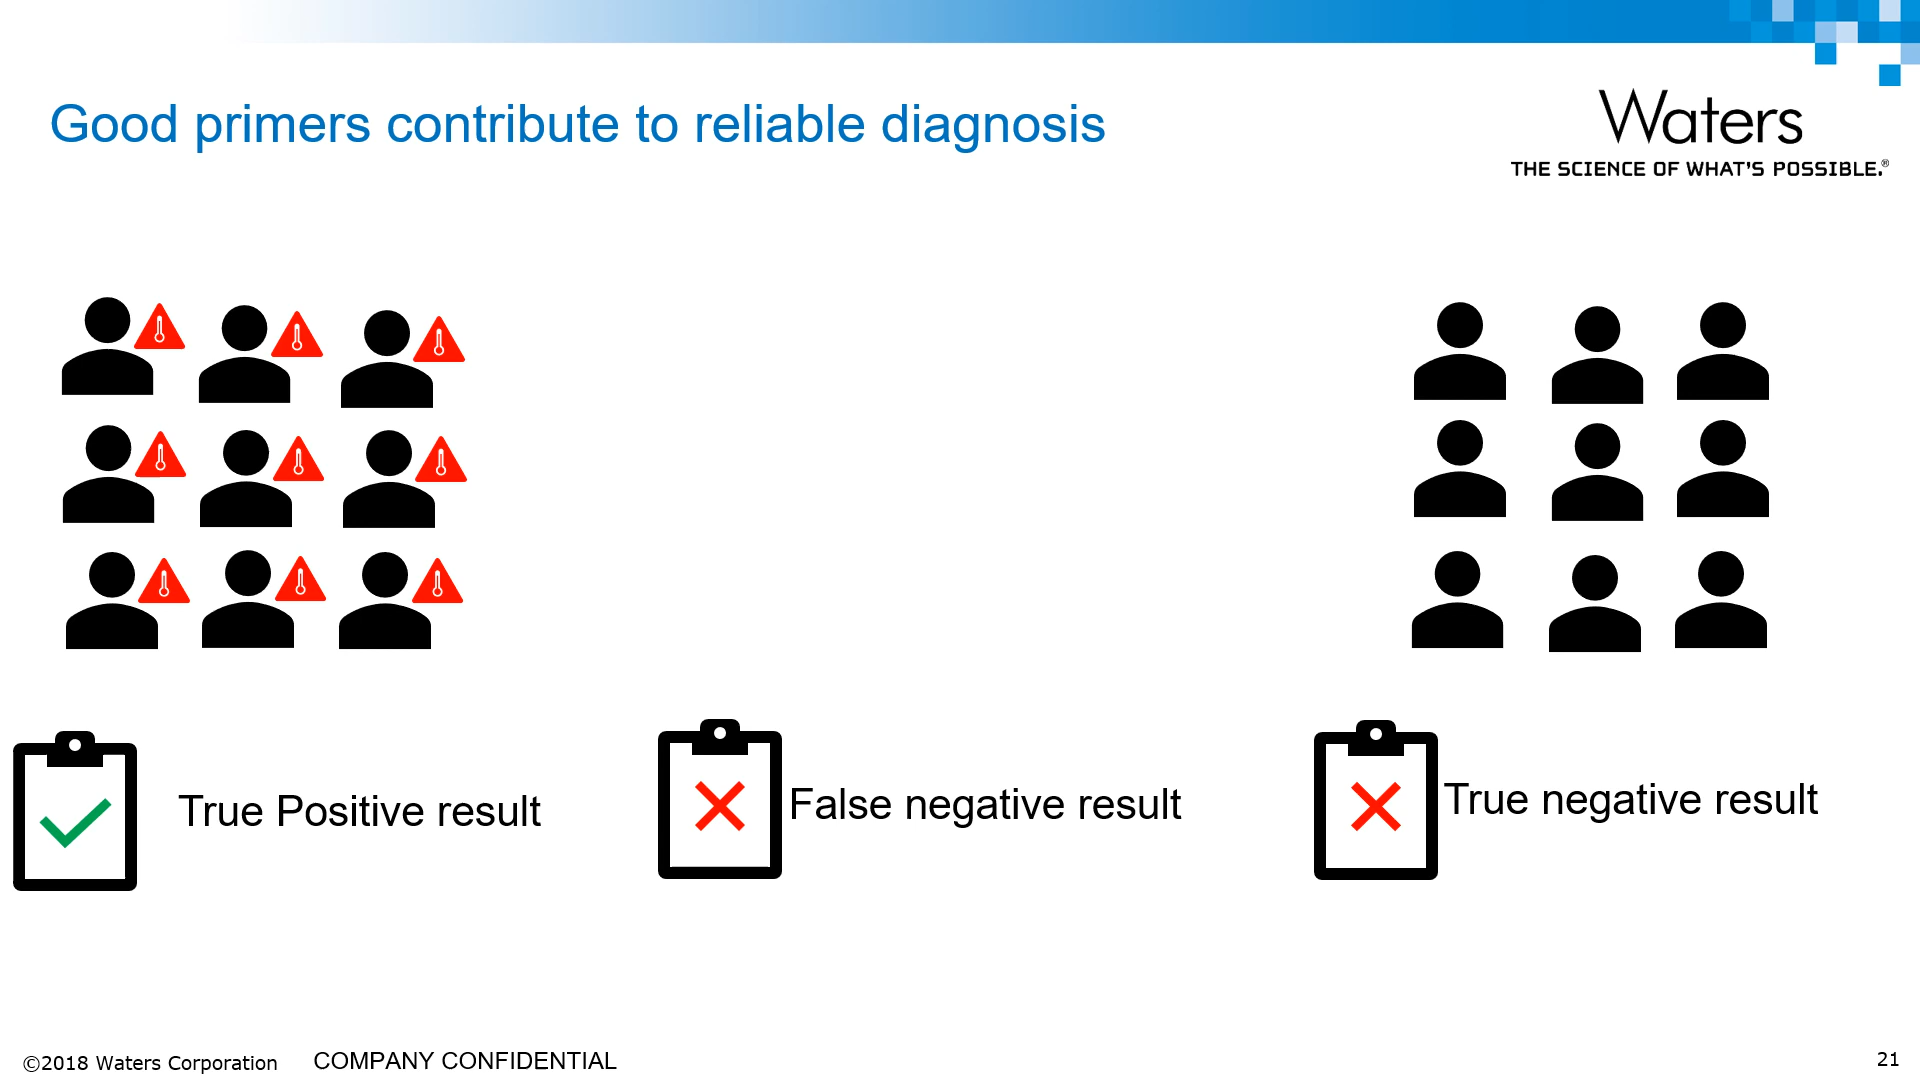 Good primers contribute to reliable diagnosis
Waters
THE SCIENCE OF WHAT'S POSSIBLE.®
True Positive result
False negative result
True negative result
©2018 Waters Corporation
COMPANY CONFIDENTIAL
21